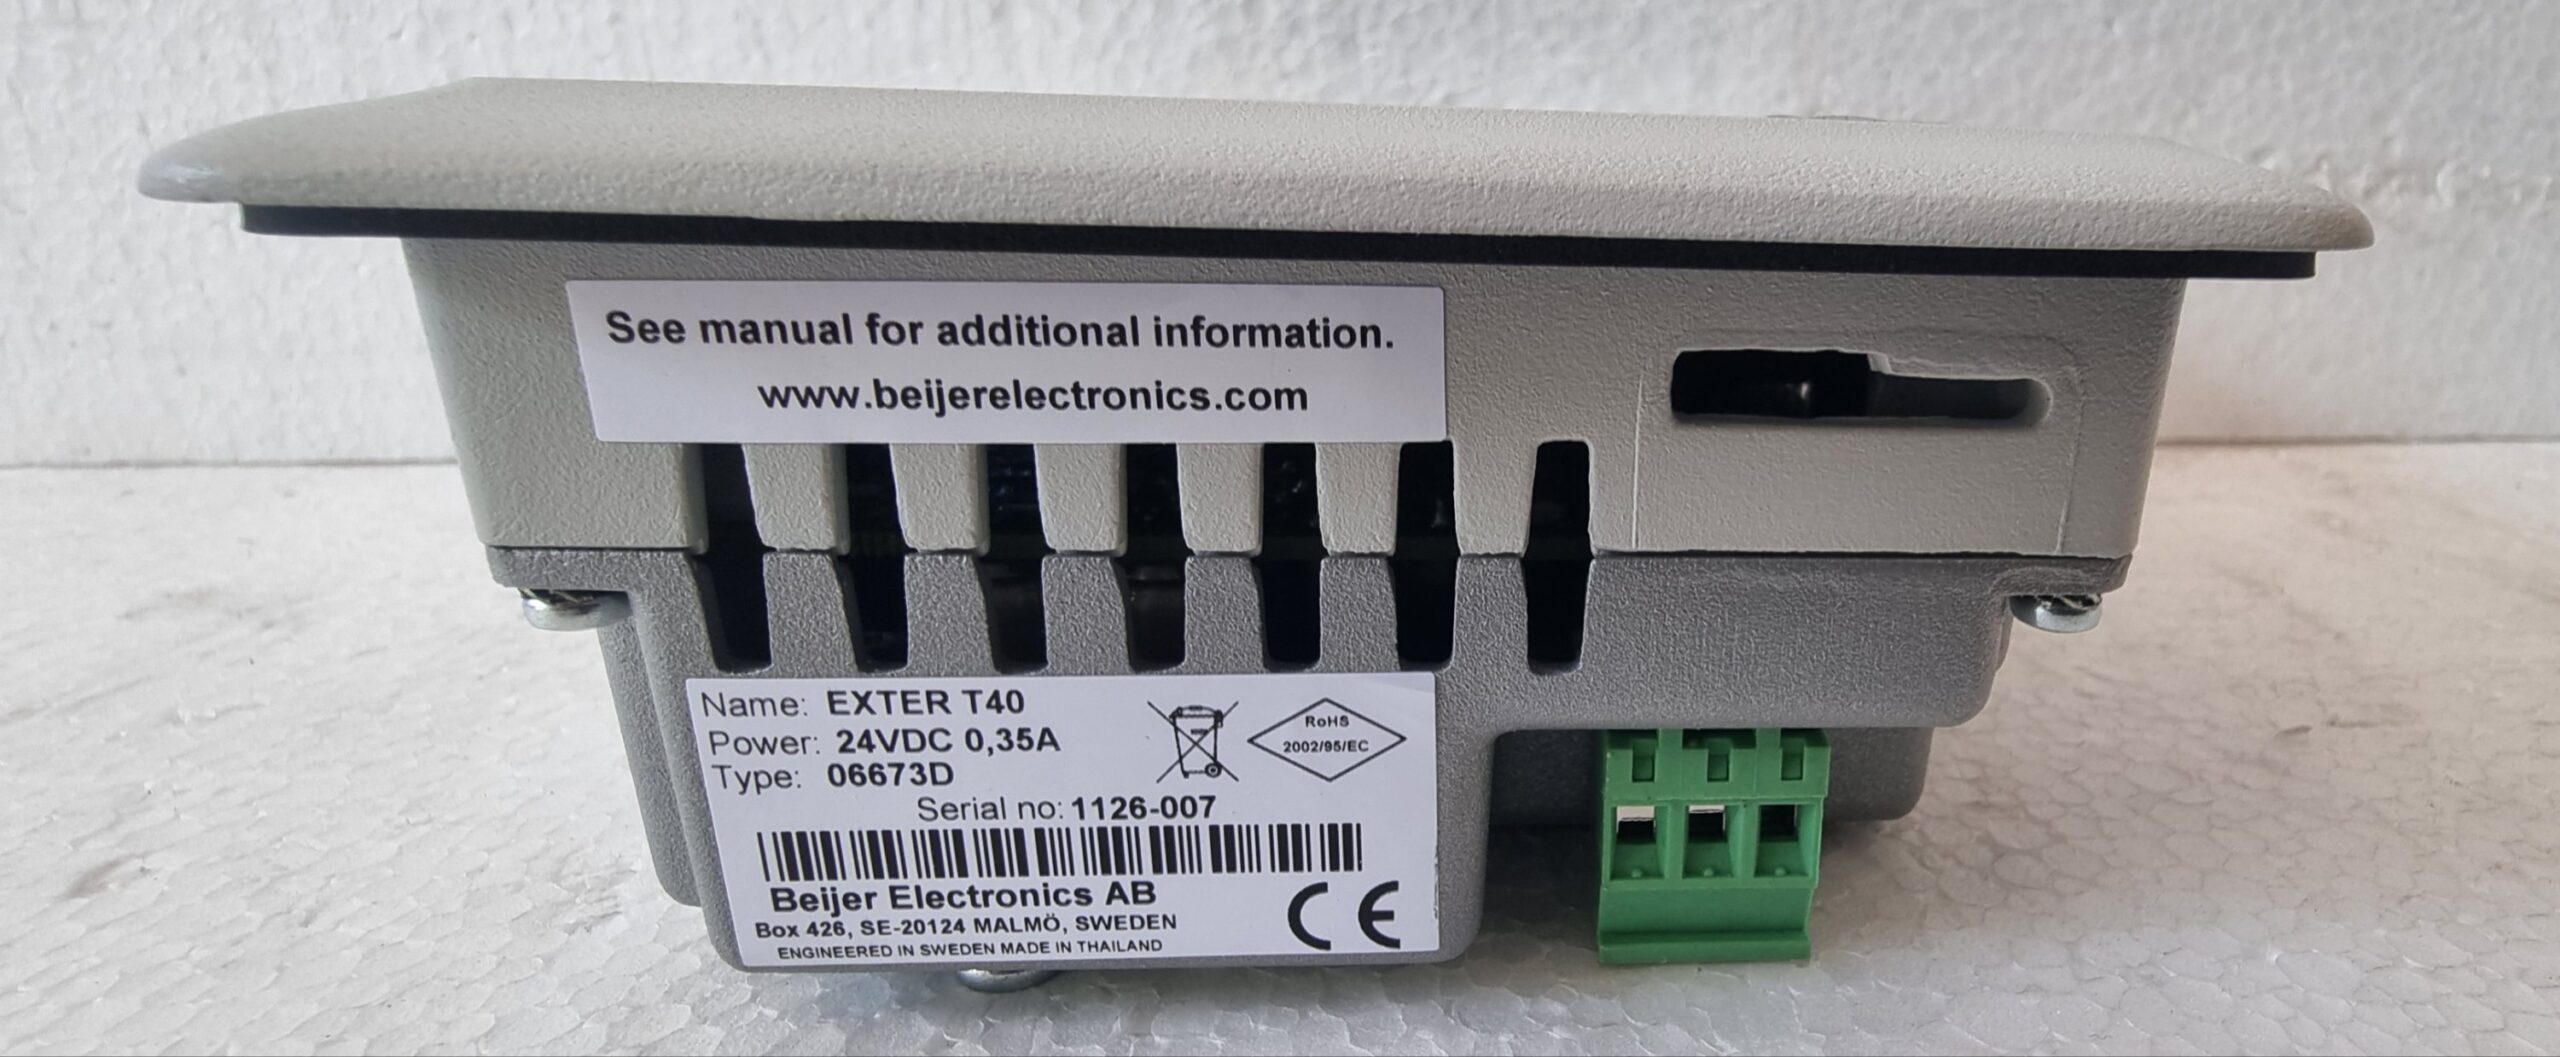 See manual for additional information.
www.beijerelectronics.com
Name: EXTER T40
Power: 24VDC 0,35A
Type: 06673D
RoHS
2002/95/EC
Serial no: 1126-007
Beijer Electronics AB
Box 426, SE-20124 MALMÖ, SWEDEN
ENGINEERED IN SWEDEN MADE IN THAILAND
CE